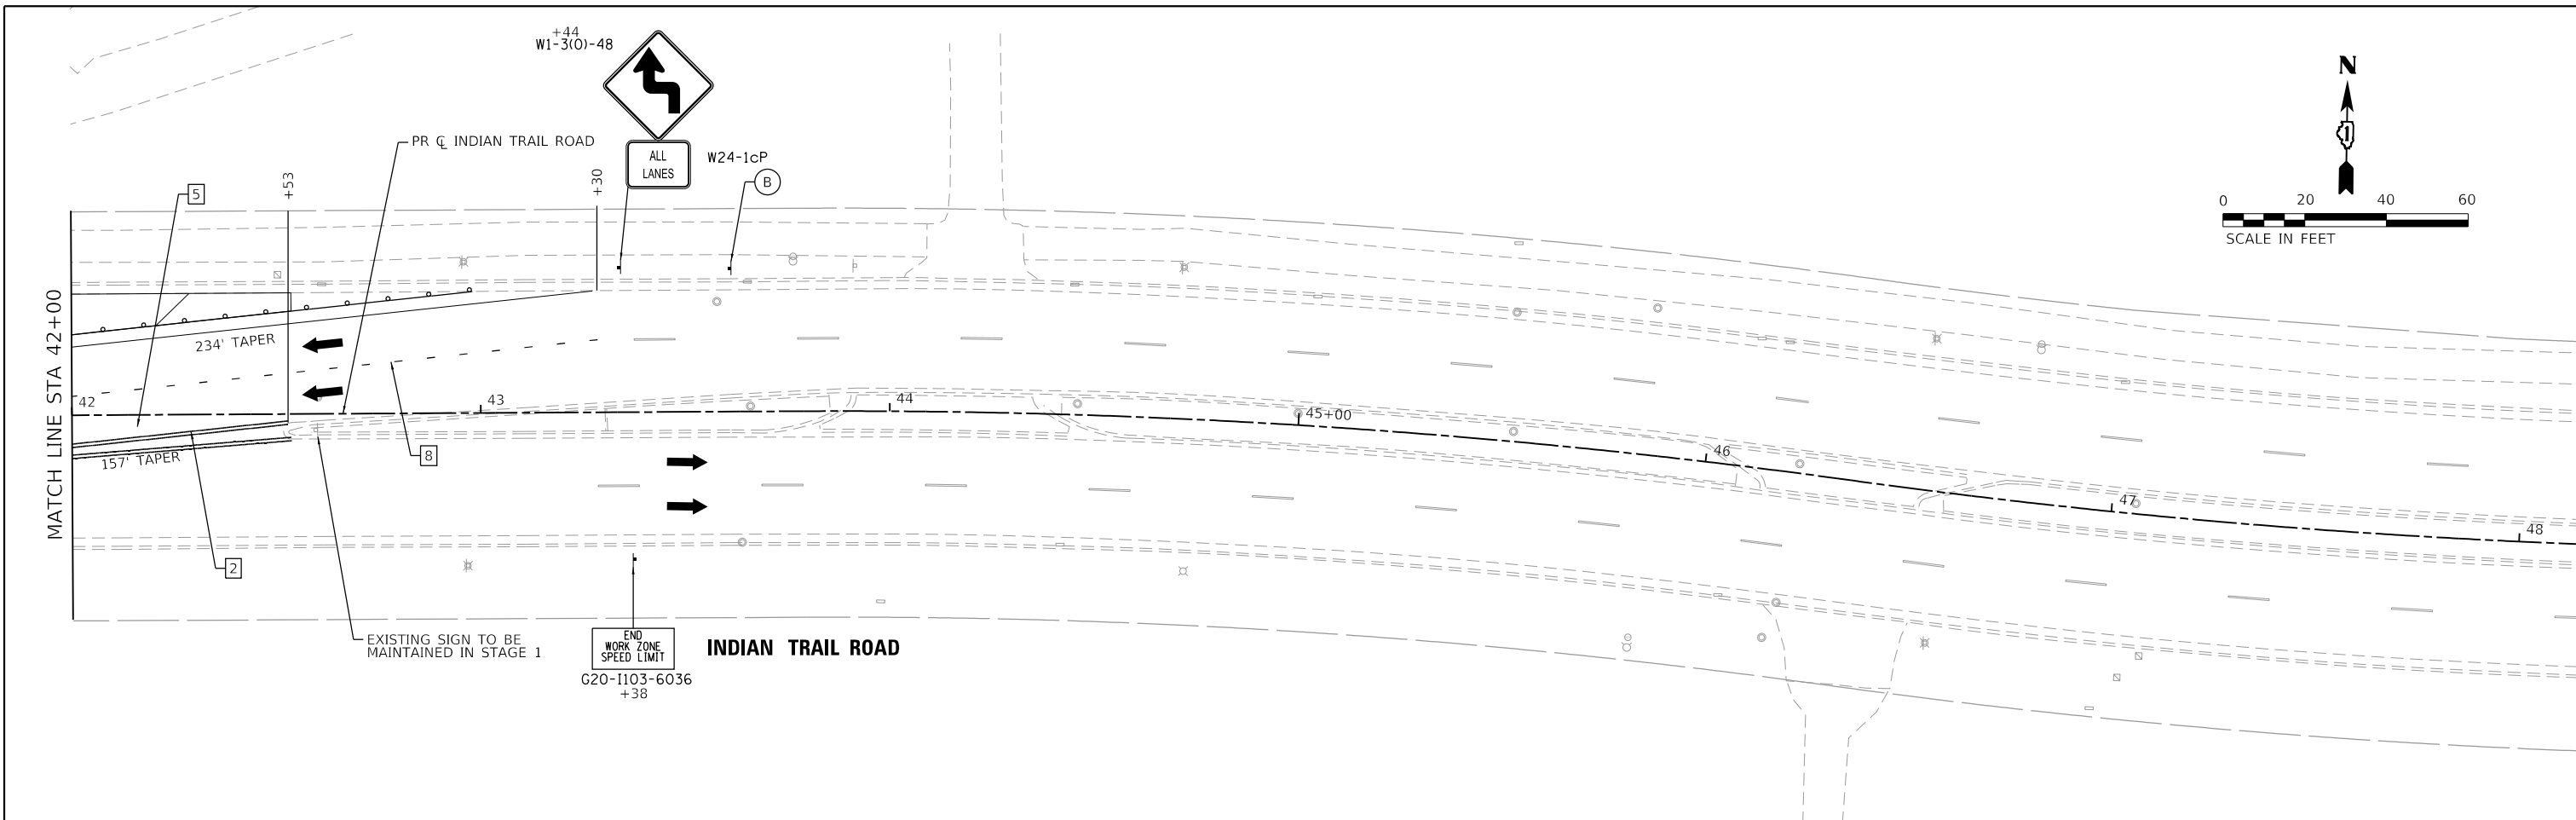 +44
W1-3(O)-48
N
1
PR ℄ INDIAN TRAIL ROAD
ALL
LANES
W24-1cP
B
+53
+30
5
0 20 40 60
SCALE IN FEET
MATCH LINE STA 42+00
234' TAPER
42
43
44
45+00
46
47
48
157' TAPER
8
2
EXISTING SIGN TO BE
MAINTAINED IN STAGE 1
END
WORK ZONE
SPEED LIMIT
INDIAN TRAIL ROAD
G20-I103-6036
+38